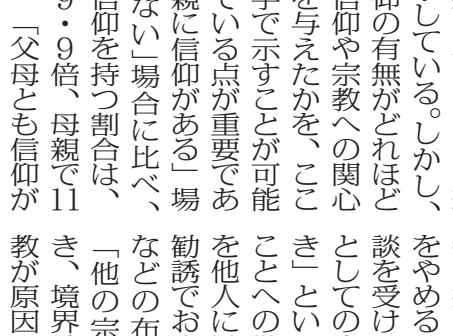 している。しかし、
仰の有無がどれほど
信仰や宗教への関心
を与えたかを、ここ
字で示すことが可能
ている点が重要であ
親に信仰がある」場
ない」場合に比べ、
信仰を持つ割合は、
9・9倍、母親で11
「父母とも信仰が
をやめる
談を受け
としての
き」とい
ことへの
を他人に
勧誘でお
などの布
「他の宗
き、境界
教が原因